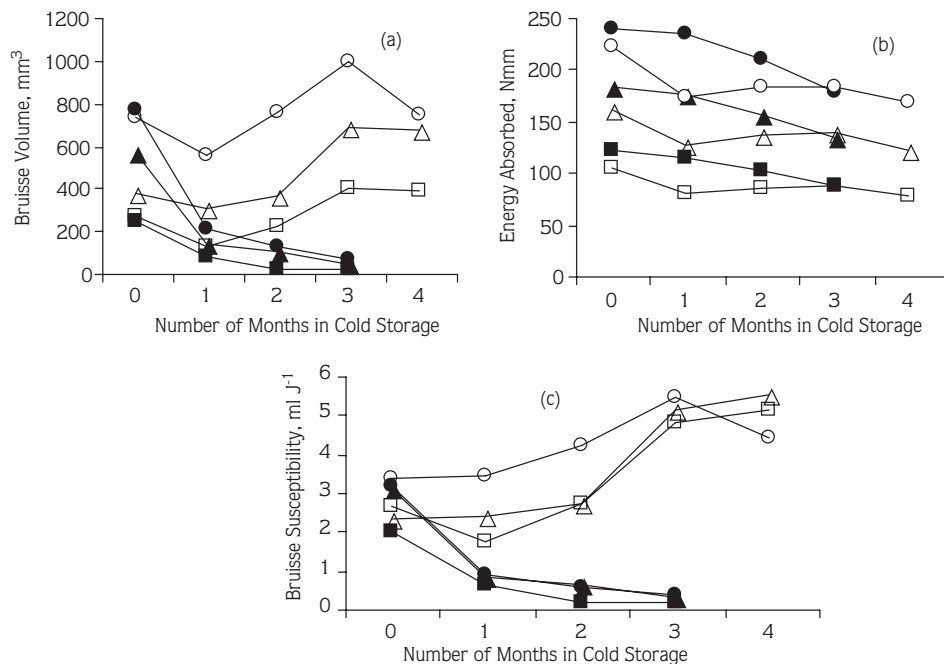 1200
1000
800
600
400
200
0
0 1 2 3 4
Bruisse Volume, mm³
Number of Months in Cold Storage
(a)
250
200
150
100
50
0
0 1 2 3 4
Energy Absorbed, Nmm
Number of Months in Cold Storage
(b)
6
5
4
3
2
1
0
0 1 2 3 4
Bruisse Susceptibility, ml J⁻¹
Number of Months in Cold Storage
(c)